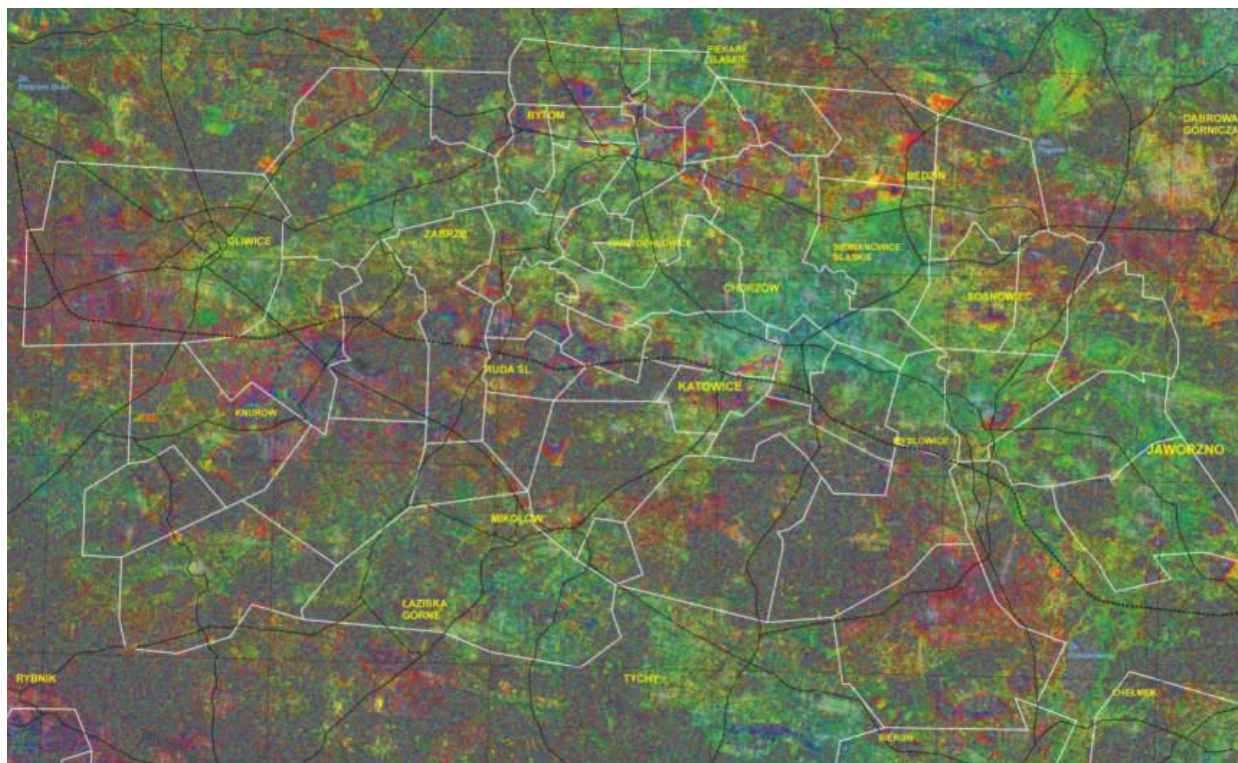 PIEKARY
ŚLĄSKIE
BYTOM
DĄBROWA
GÓRNICZA
BĘDZIN
GLIWICE
ZABRZE
ŚWIĘTOCHŁOWICE
SIEMIANOWICE
ŚLĄSKIE
CHORZÓW
SOSNOWIEC
RUDA ŚL.
KATOWICE
KNURÓW
MYSŁOWICE
JAWORZNO
MIKOŁÓW
ŁAZISKA
GÓRNE
RYBNIK
TYCHY
CHEŁMEK
BIERUŃ